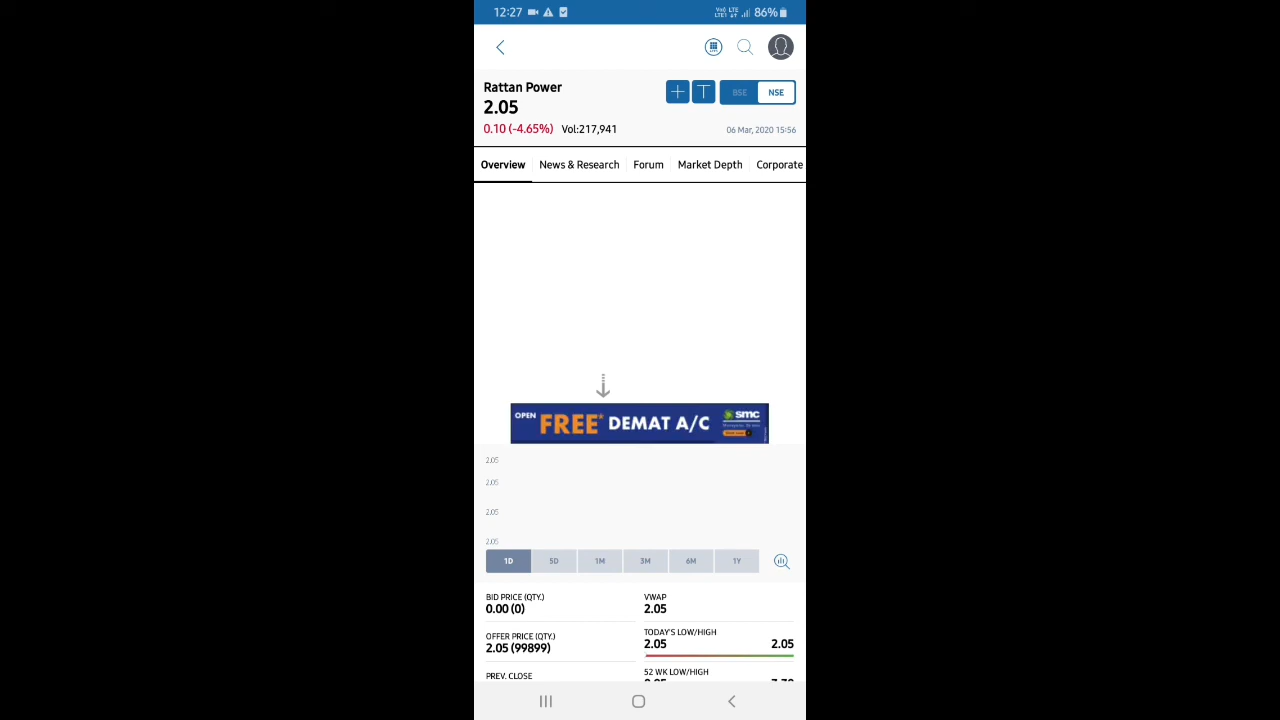 12:27
86%
Rattan Power
2.05
0.10 (-4.65%) Vol:217,941
BSE NSE
06 Mar, 2020 15:56
Overview News & Research Forum Market Depth Corporate
OPEN FREE* DEMAT A/C smc
2.05
2.05
2.05
2.05
1D 5D 1M 3M 6M 1Y
BID PRICE (QTY.) VWAP
0.00 (0) 2.05
OFFER PRICE (QTY.) TODAY'S LOW/HIGH
2.05 (99899) 2.05 2.05
PREV. CLOSE 52 WK LOW/HIGH